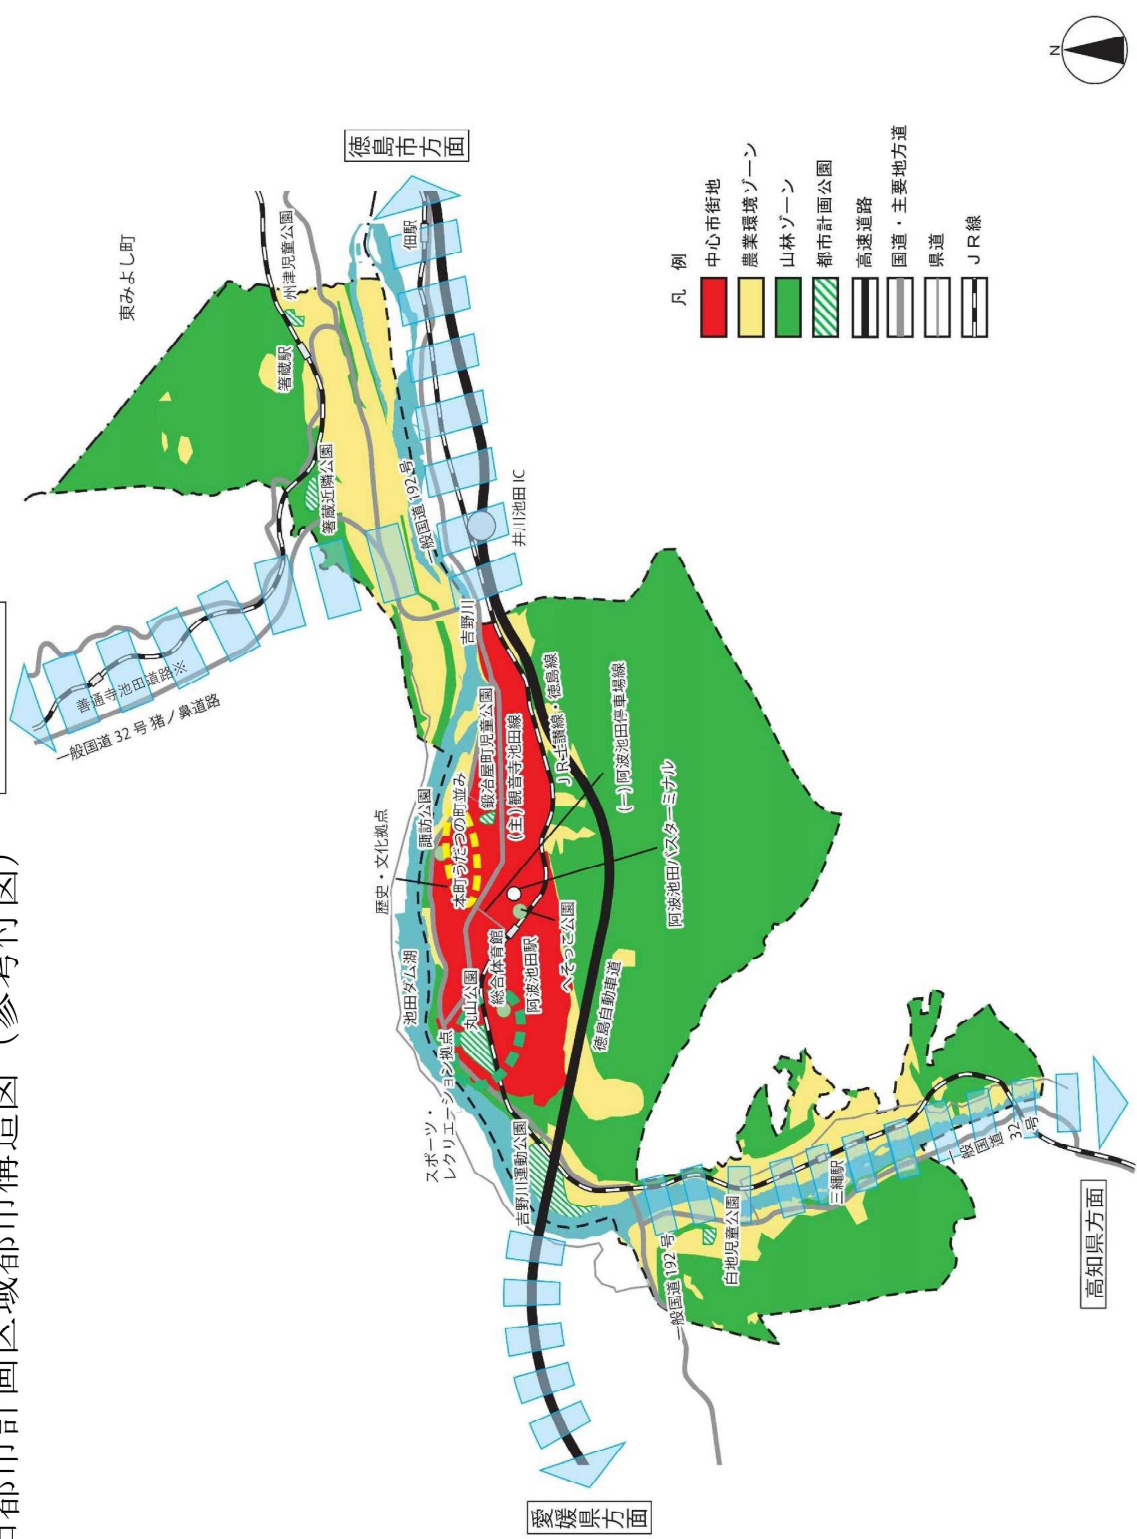 都市計画区域都市構造図（参考付図）
N
東みよし町
徳島市方面
州津児童公園
佃駅
箸蔵駅
箸蔵近隣公園
一般国道192号
井川池田IC
善通寺池田道路※
一般国道32号猪ノ鼻道路
吉野川
歴史・文化拠点
諏訪公園
本町うだつの町並み
鍛冶屋町児童公園
(主)観音寺池田線
JR土讃線・徳島線
(一)阿波池田停車場線
阿波池田バスターミナル
池田ダム湖
丸山公園
総合体育館
阿波池田駅
へそっこ公園
徳島自動車道
スポーツ・
レクリエーション拠点
吉野川運動公園
一般国道192号
白地児童公園
三縄駅
一般国道32号
高知県方面
愛媛県方面
凡例
中心市街地
農業環境ゾーン
山林ゾーン
都市計画公園
高速道路
国道・主要地方道
県道
JR線